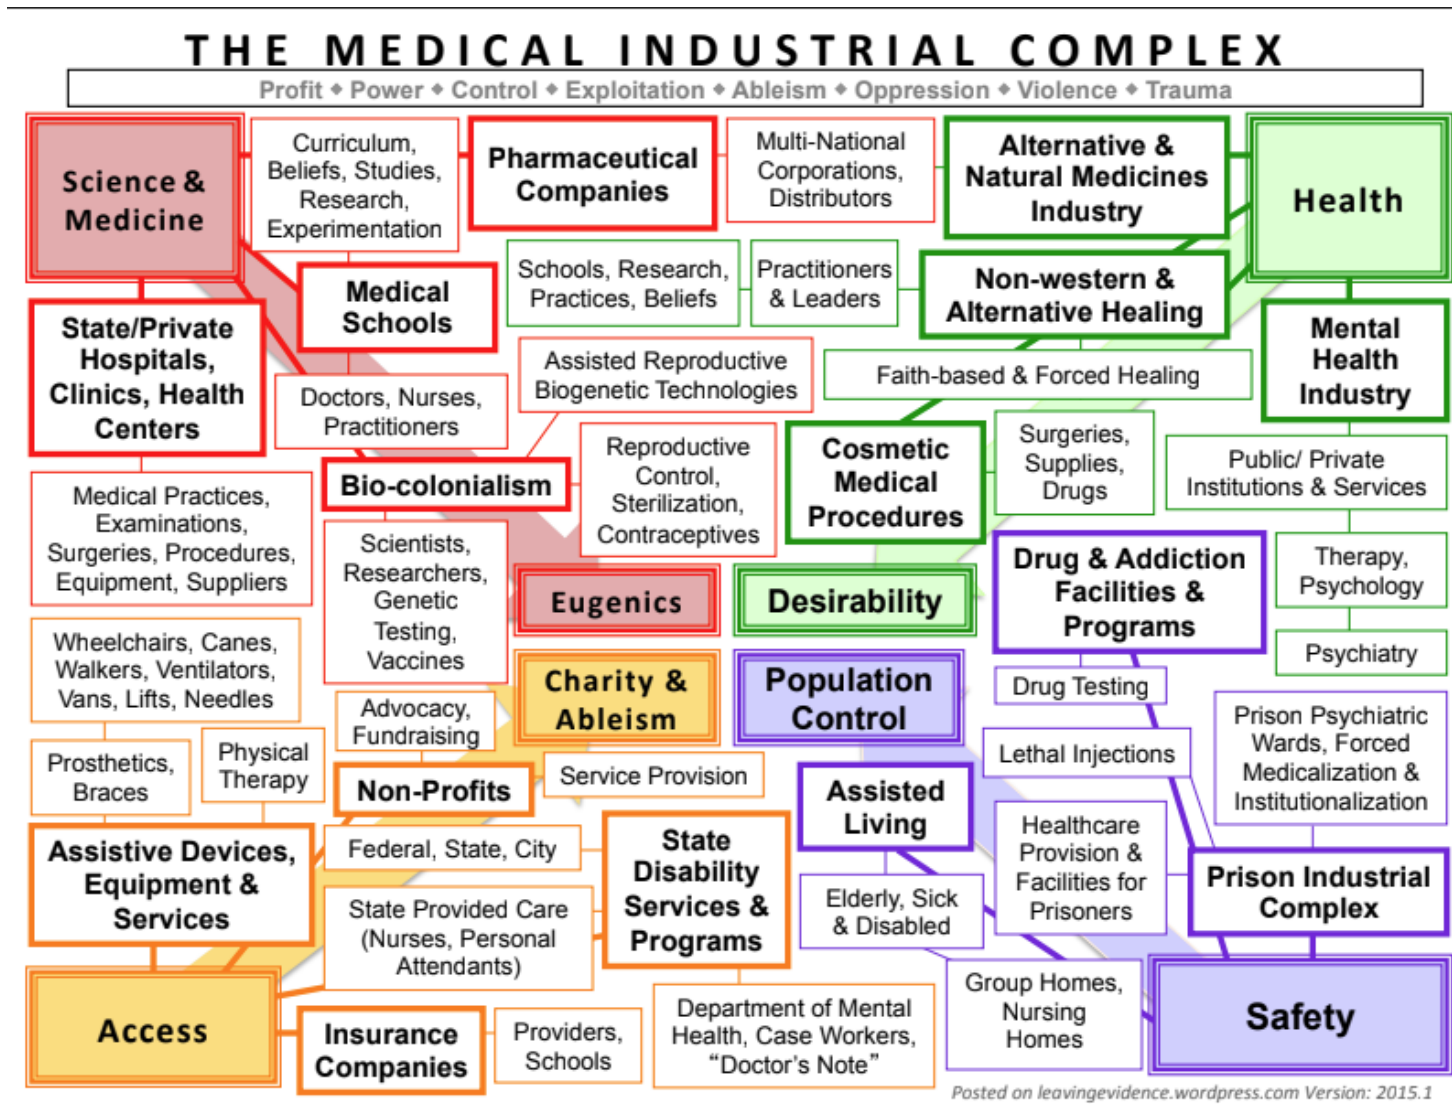 THE MEDICAL INDUSTRIAL COMPLEX
Profit ◆ Power ◆ Control ◆ Exploitation ◆ Ableism ◆ Oppression ◆ Violence ◆ Trauma
Science &
Medicine
Curriculum,
Beliefs, Studies,
Research,
Experimentation
Pharmaceutical
Companies
Multi-National
Corporations,
Distributors
Alternative &
Natural Medicines
Industry
Health
Medical
Schools
Schools, Research,
Practices, Beliefs
Practitioners
& Leaders
Non-western &
Alternative Healing
State/Private
Hospitals,
Clinics, Health
Centers
Mental
Health
Industry
Doctors, Nurses,
Practitioners
Assisted Reproductive
Biogenetic Technologies
Faith-based & Forced Healing
Bio-colonialism
Reproductive
Control,
Sterilization,
Contraceptives
Cosmetic
Medical
Procedures
Surgeries,
Supplies,
Drugs
Public/ Private
Institutions & Services
Medical Practices,
Examinations,
Surgeries, Procedures,
Equipment, Suppliers
Scientists,
Researchers,
Genetic
Testing,
Vaccines
Eugenics
Desirability
Drug & Addiction
Facilities &
Programs
Therapy,
Psychology
Psychiatry
Wheelchairs, Canes,
Walkers, Ventilators,
Vans, Lifts, Needles
Charity &
Ableism
Population
Control
Drug Testing
Advocacy,
Fundraising
Lethal Injections
Prison Psychiatric
Wards, Forced
Medicalization &
Institutionalization
Prosthetics,
Braces
Physical
Therapy
Non-Profits
Service Provision
Assisted
Living
Healthcare
Provision &
Facilities for
Prisoners
Assistive Devices,
Equipment &
Services
Federal, State, City
State
Disability
Services &
Programs
Prison Industrial
Complex
State Provided Care
(Nurses, Personal
Attendants)
Elderly, Sick
& Disabled
Access
Insurance
Companies
Providers,
Schools
Department of Mental
Health, Case Workers,
“Doctor’s Note”
Group Homes,
Nursing
Homes
Safety
Posted on leavingevidence.wordpress.com Version: 2015.1